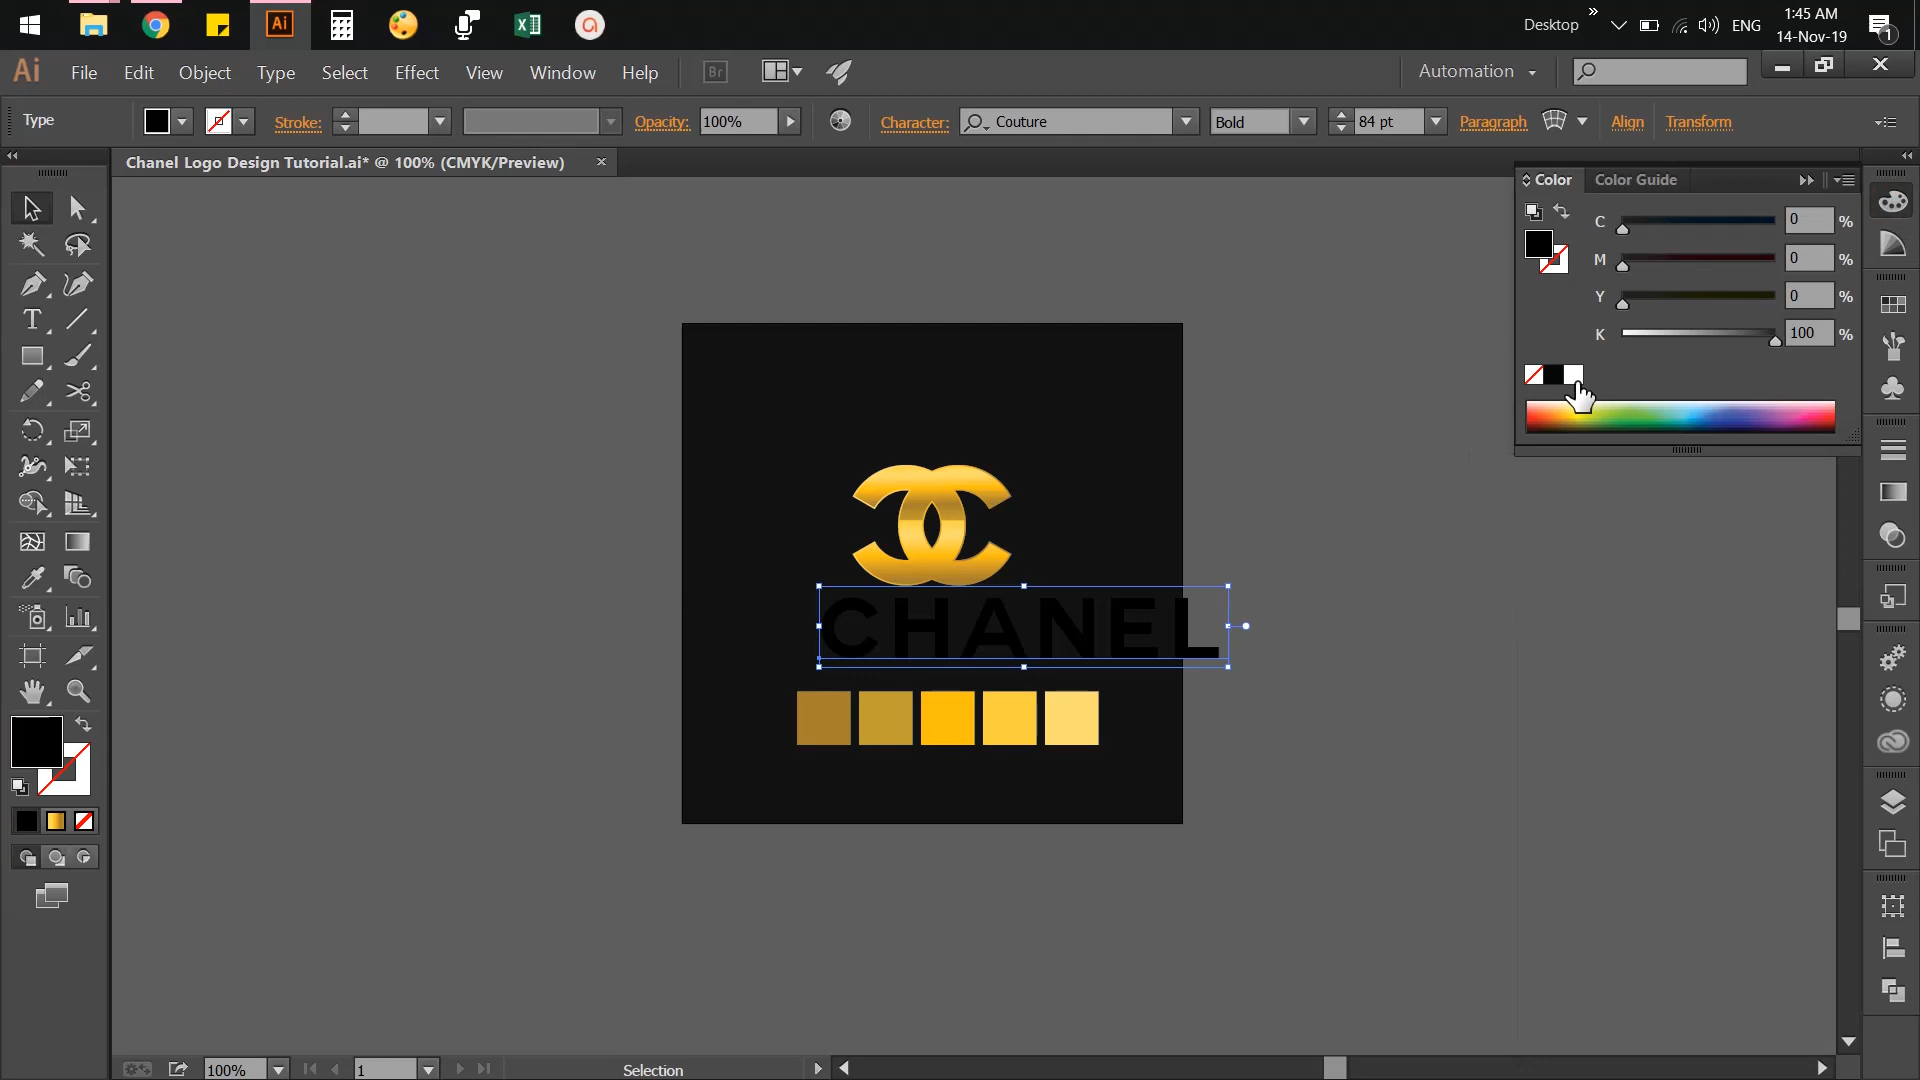 Desktop
ENG
1:45 AM
14-Nov-19
1
Ai
Ai File Edit Object Type Select Effect View Window Help Br Automation
Type Stroke: Opacity: 100% Character: Couture Bold 84 pt Paragraph Align Transform
Chanel Logo Design Tutorial.ai* @ 100% (CMYK/Preview)
Color Color Guide
C 0 %
M 0 %
Y 0 %
K 100 %
T
CHANEL
100% 1 Selection